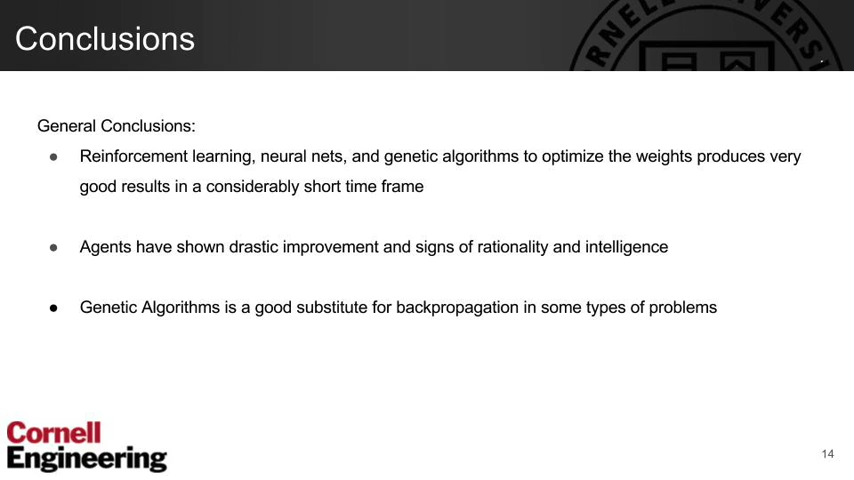 Conclusions
General Conclusions:
● Reinforcement learning, neural nets, and genetic algorithms to optimize the weights produces very
good results in a considerably short time frame
● Agents have shown drastic improvement and signs of rationality and intelligence
● Genetic Algorithms is a good substitute for backpropagation in some types of problems
Cornell
Engineering
14